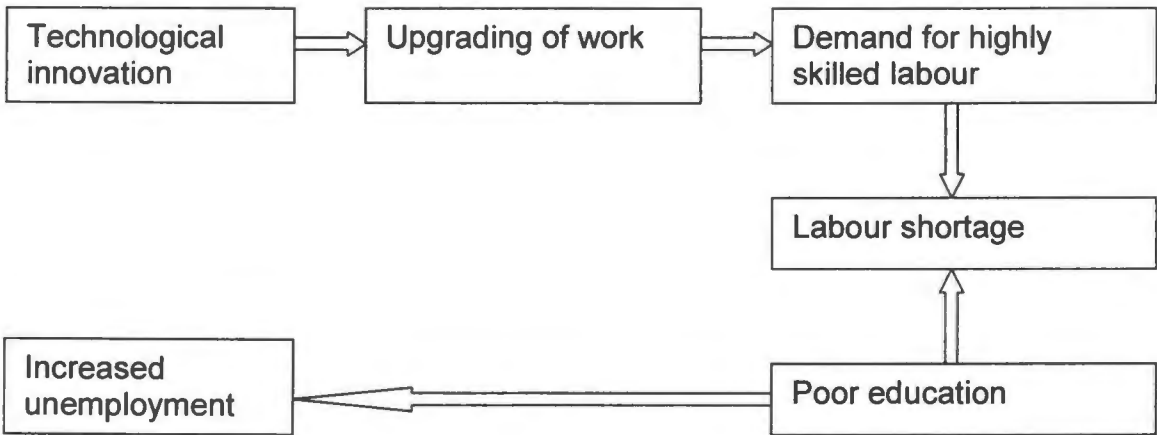 Technological
innovation
Upgrading of work
Demand for highly
skilled labour
Labour shortage
Increased
unemployment
Poor education